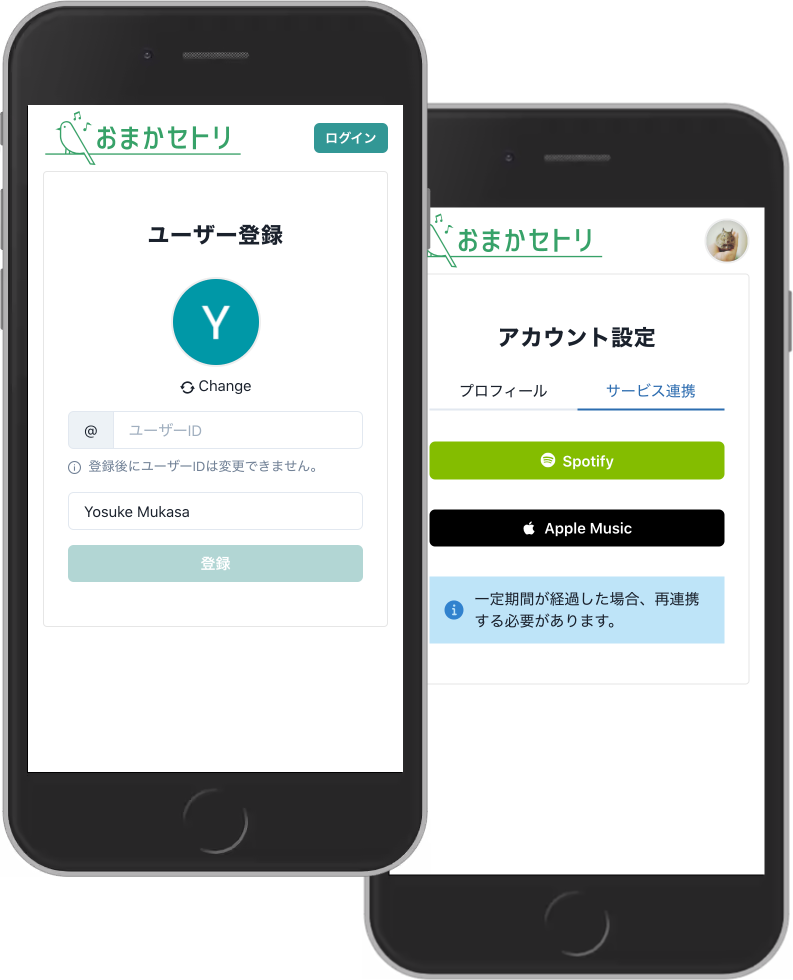 おまかセトリ
ログイン
ユーザー登録
Y
Change
@ ユーザーID
登録後にユーザーIDは変更できません。
Yosuke Mukasa
登録
おまかセトリ
アカウント設定
プロフィール サービス連携
Spotify
Apple Music
一定期間が経過した場合、再連携
する必要があります。